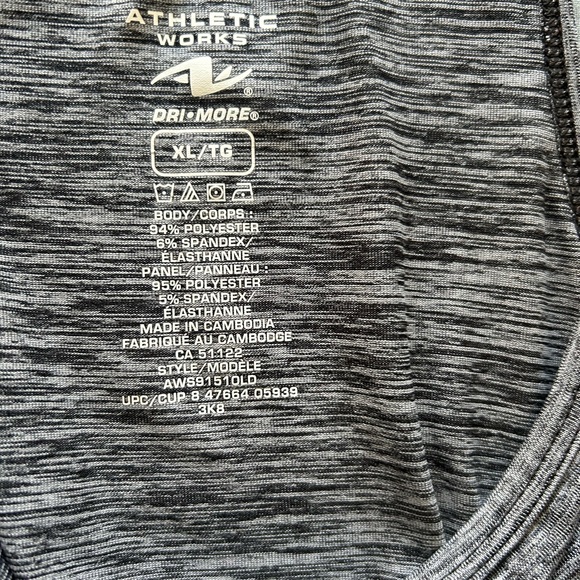 ATHLETIC
WORKS
®
DRI•MORE®
XL/TG
BODY/CORPS :
94% POLYESTER
6% SPANDEX/
ÉLASTHANNE
PANEL/PANNEAU :
95% POLYESTER
5% SPANDEX/
ÉLASTHANNE
MADE IN CAMBODIA
FABRIQUÉ AU CAMBODGE
CA 51122
STYLE/MODÈLE
AWS91510LD
UPC/CUP 8 47664 05939
3K8